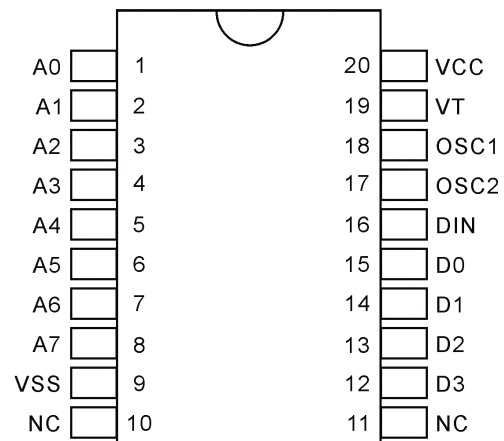 A0 1 20 VCC
A1 2 19 VT
A2 3 18 OSC1
A3 4 17 OSC2
A4 5 16 DIN
A5 6 15 D0
A6 7 14 D1
A7 8 13 D2
VSS 9 12 D3
NC 10 11 NC